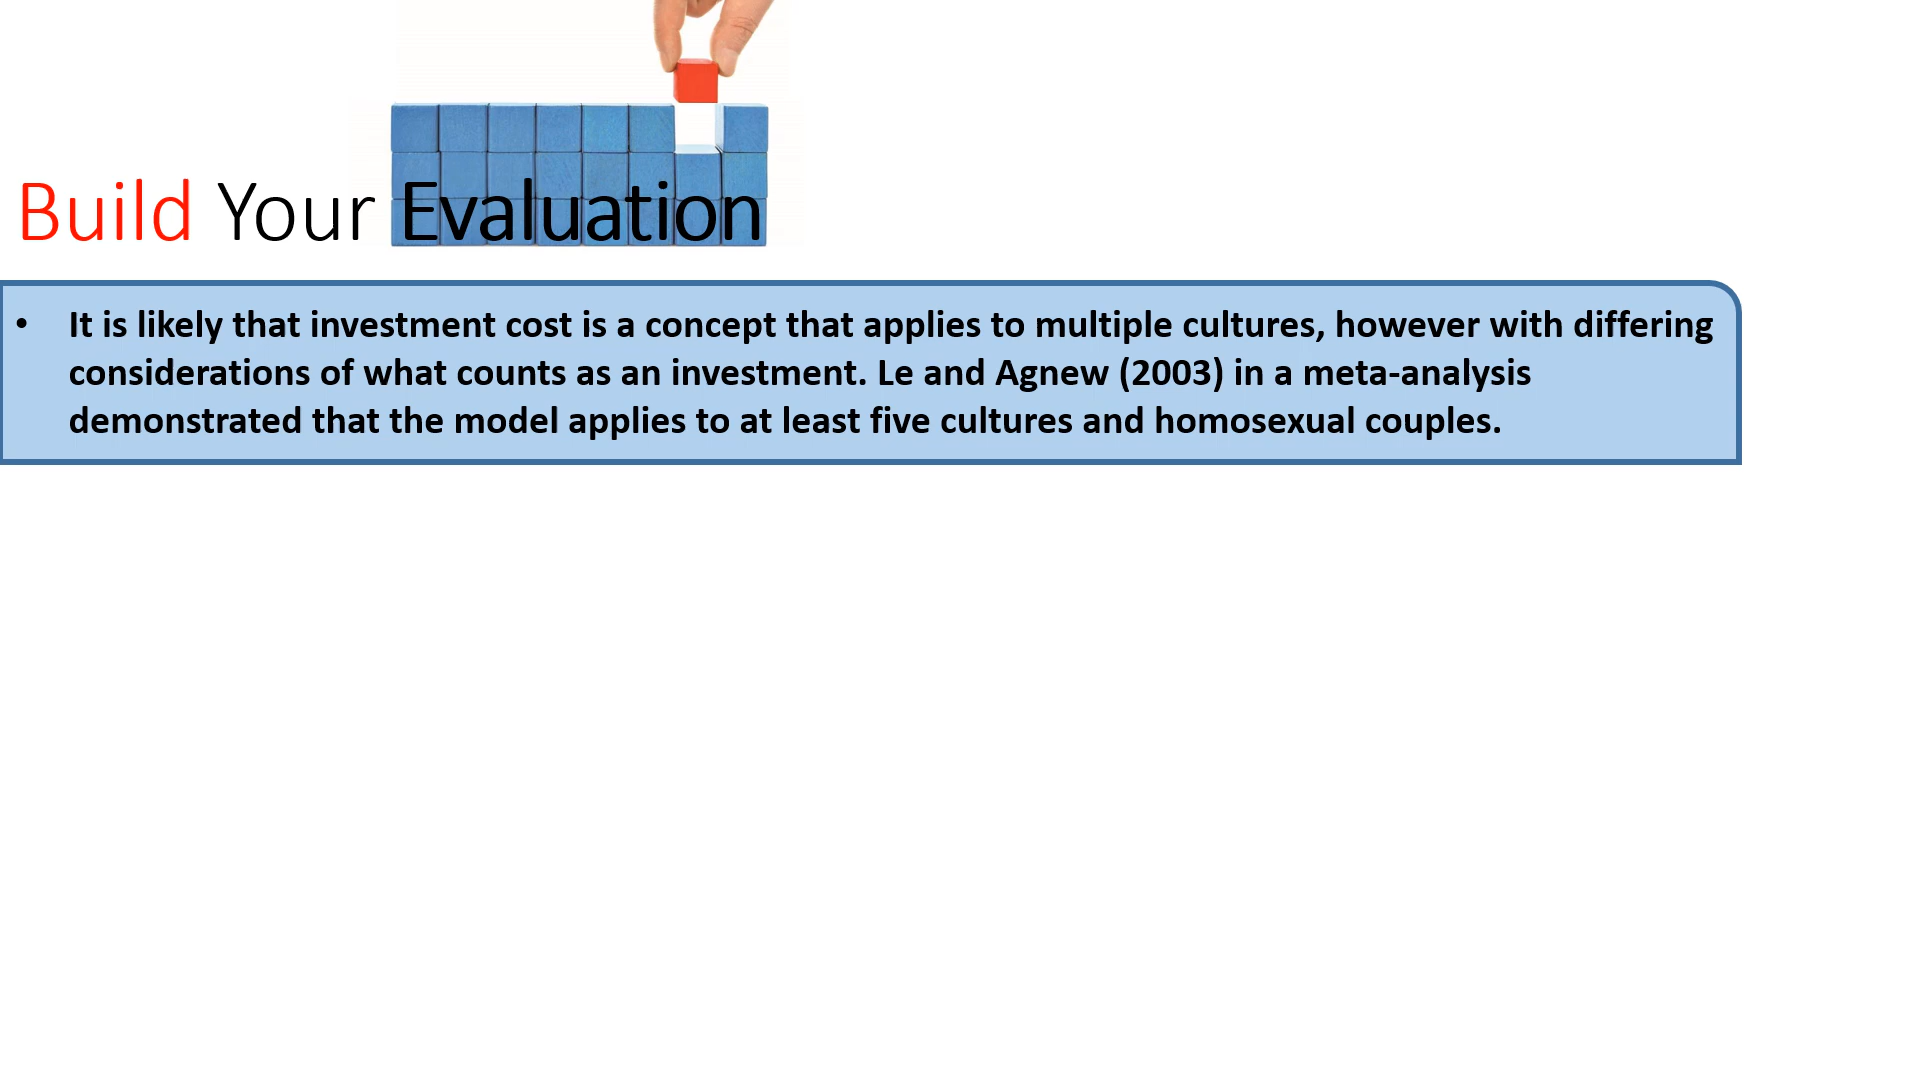 Build Your Evaluation
• It is likely that investment cost is a concept that applies to multiple cultures, however with differing
considerations of what counts as an investment. Le and Agnew (2003) in a meta-analysis
demonstrated that the model applies to at least five cultures and homosexual couples.